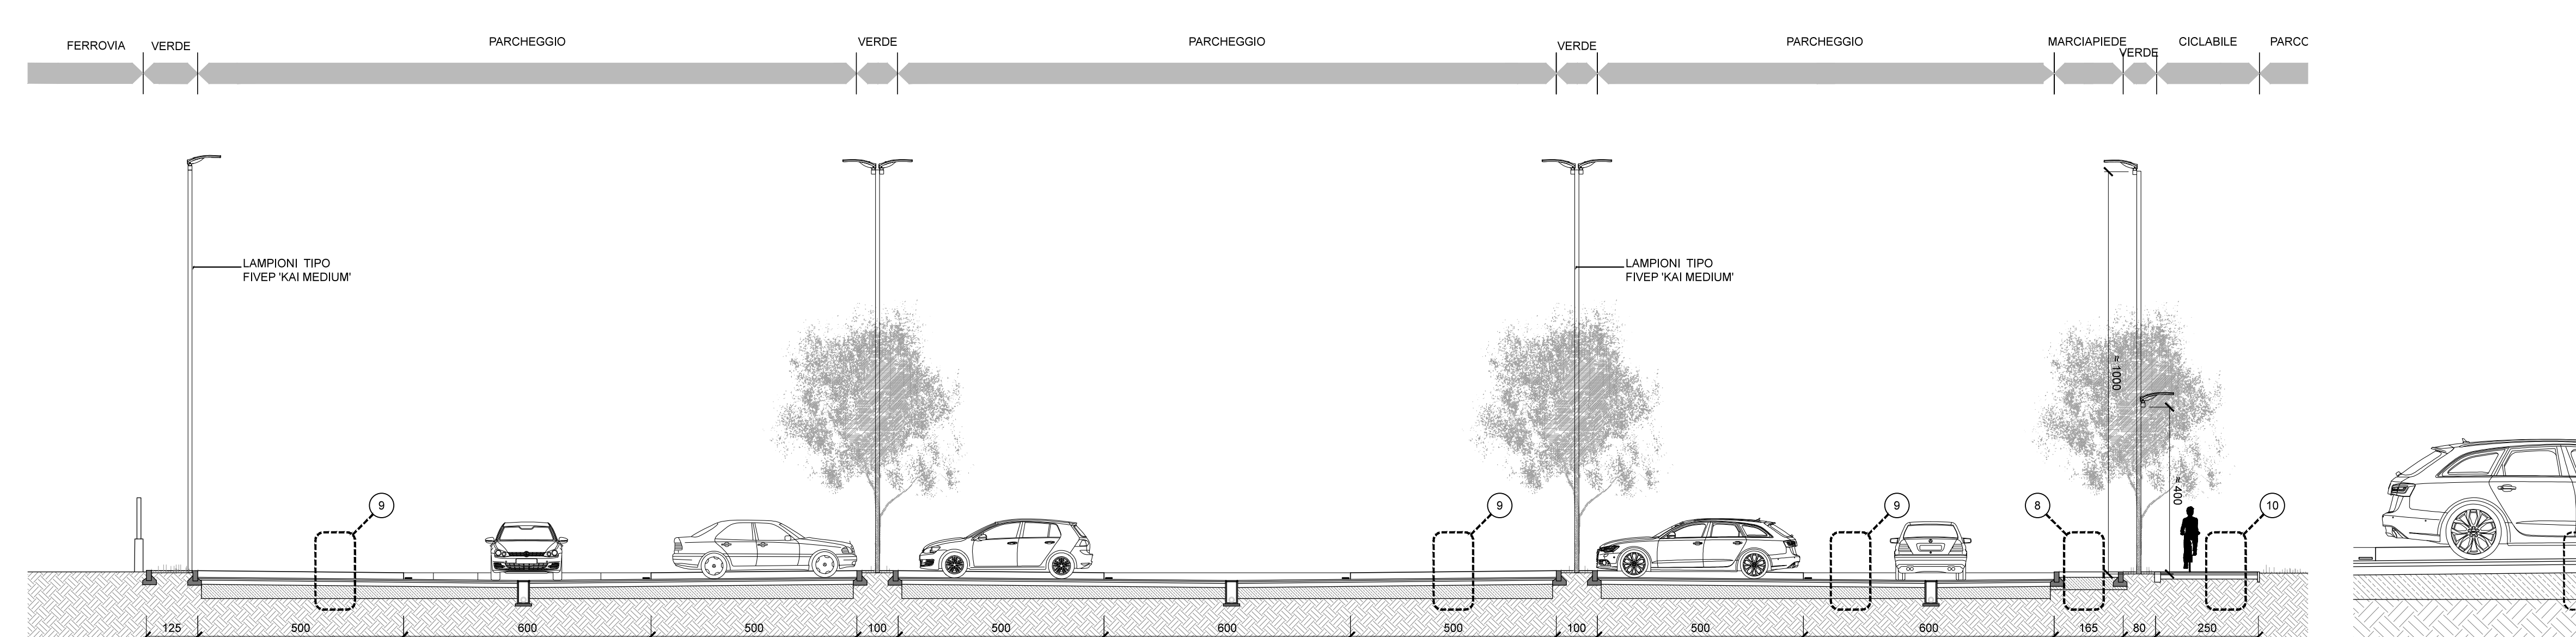 FERROVIA VERDE PARCHEGGIO VERDE PARCHEGGIO VERDE PARCHEGGIO MARCIAPIEDE VERDE CICLABILE PARCO
LAMPIONI TIPO
FIVEP 'KAI MEDIUM'
LAMPIONI TIPO
FIVEP 'KAI MEDIUM'
≈ 1000
≈ 400
9 9 9 8 10
125 500 600 500 100 500 600 500 100 500 600 165 80 250